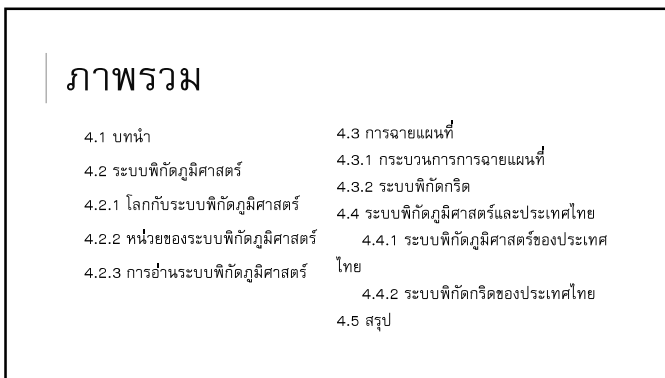 ภาพรวม
4.1 บทนำ
4.2 ระบบพิกัดภูมิศาสตร์
4.2.1 โลกกับระบบพิกัดภูมิศาสตร์
4.2.2 หน่วยของระบบพิกัดภูมิศาสตร์
4.2.3 การอ่านระบบพิกัดภูมิศาสตร์
4.3 การฉายแผนที่
4.3.1 กระบวนการการฉายแผนที่
4.3.2 ระบบพิกัดกริด
4.4 ระบบพิกัดภูมิศาสตร์และประเทศไทย
4.4.1 ระบบพิกัดภูมิศาสตร์ของประเทศ
ไทย
4.4.2 ระบบพิกัดกริดของประเทศไทย
4.5 สรุป